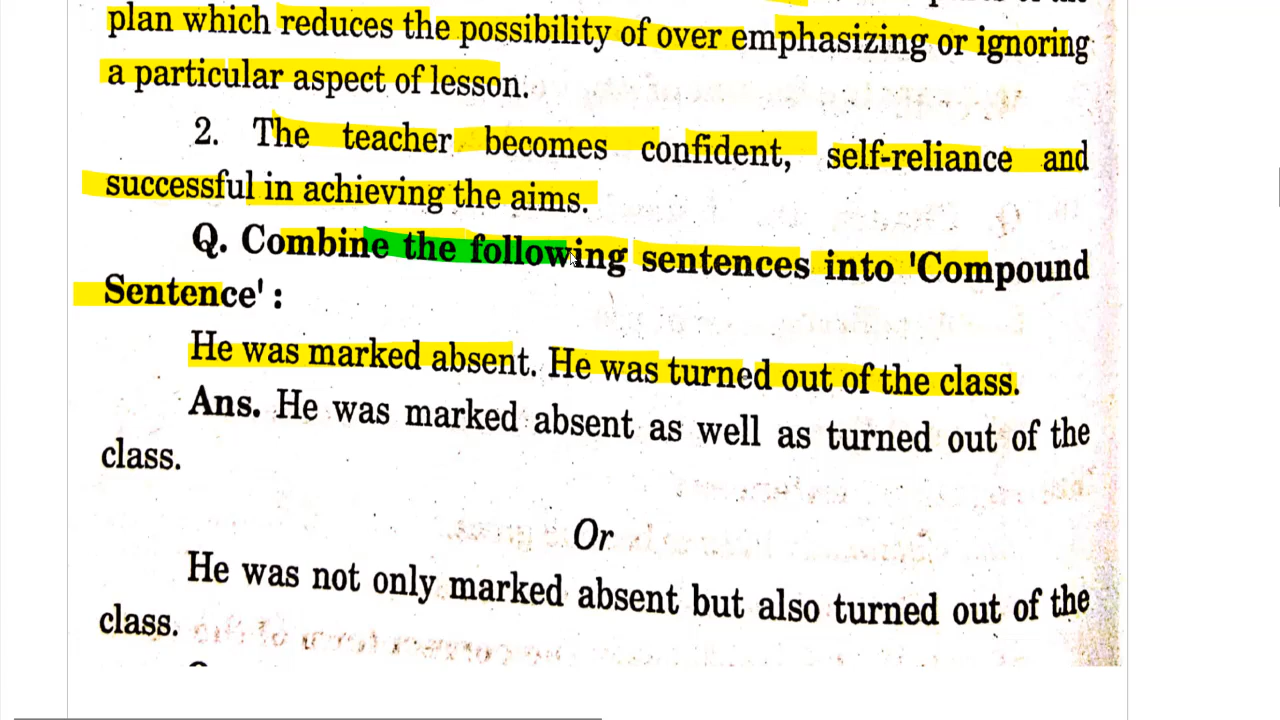 plan which reduces the possibility of over emphasizing or ignoring
a particular aspect of lesson.
2. The teacher becomes confident, self-reliance and
successful in achieving the aims.
Q. Combine the following sentences into 'Compound
Sentence' :
He was marked absent. He was turned out of the class.
Ans. He was marked absent as well as turned out of the
class.
Or
He was not only marked absent but also turned out of the
class.